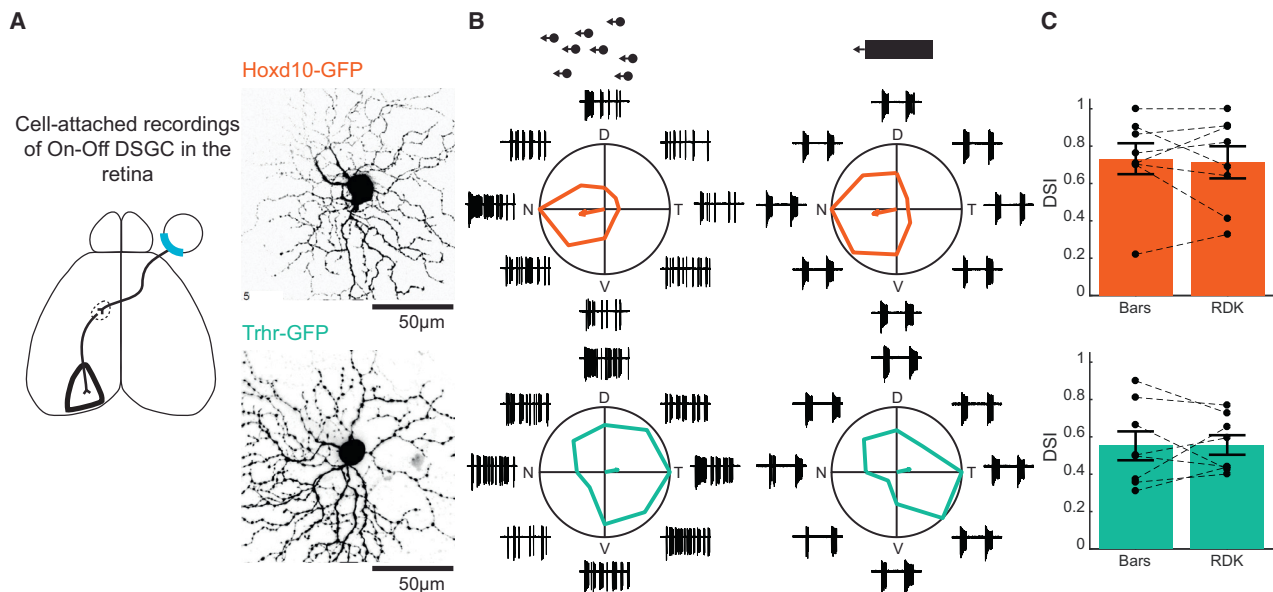 A
Cell-attached recordings
of On-Off DSGC in the
retina
Hoxd10-GFP
5
50µm
Trhr-GFP
50µm
B
D
N
T
V
D
N
T
V
D
N
T
V
D
N
T
V
C
DSI
1
0.8
0.6
0.4
0.2
0
Bars
RDK
DSI
1
0.8
0.6
0.4
0.2
0
Bars
RDK